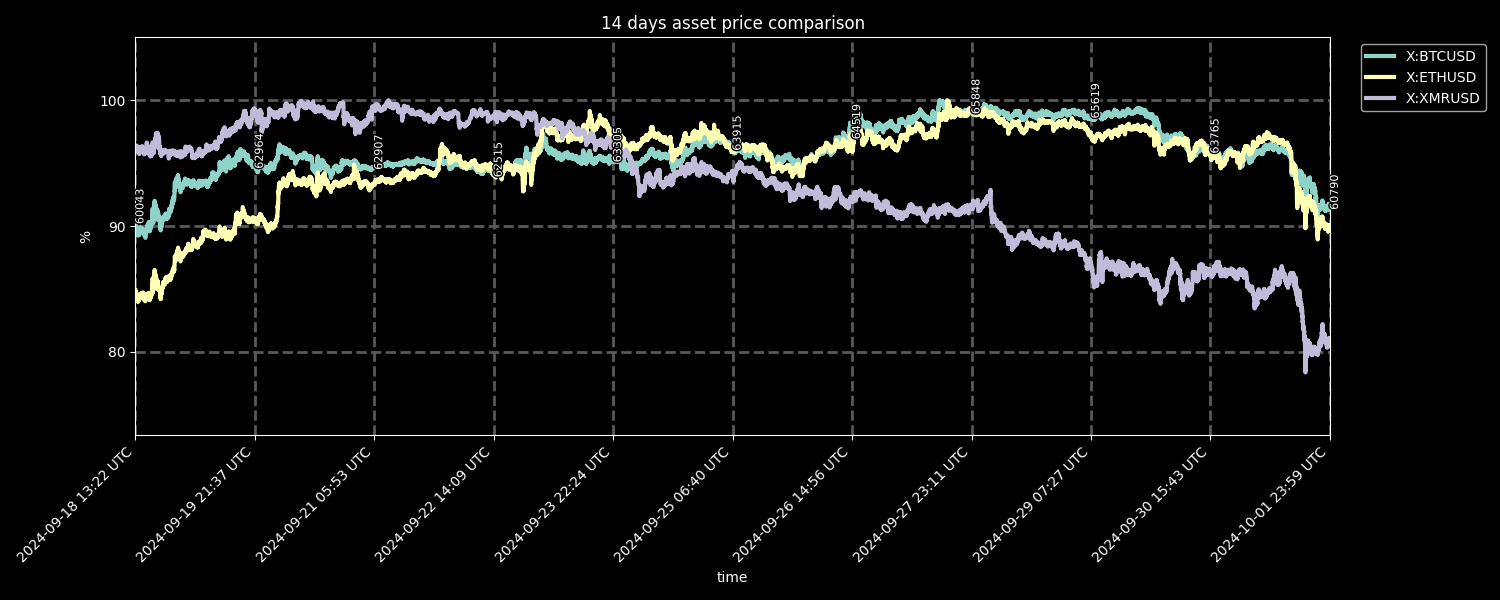 14 days asset price comparison
X:BTCUSD
X:ETHUSD
X:XMRUSD
100
90
80
%
60043
62964
62907
62515
63305
63915
64519
65848
65619
63765
60790
2024-09-18 13:22 UTC
2024-09-19 21:37 UTC
2024-09-21 05:53 UTC
2024-09-22 14:09 UTC
2024-09-23 22:24 UTC
2024-09-25 06:40 UTC
2024-09-26 14:56 UTC
2024-09-27 23:11 UTC
2024-09-29 07:27 UTC
2024-09-30 15:43 UTC
2024-10-01 23:59 UTC
time